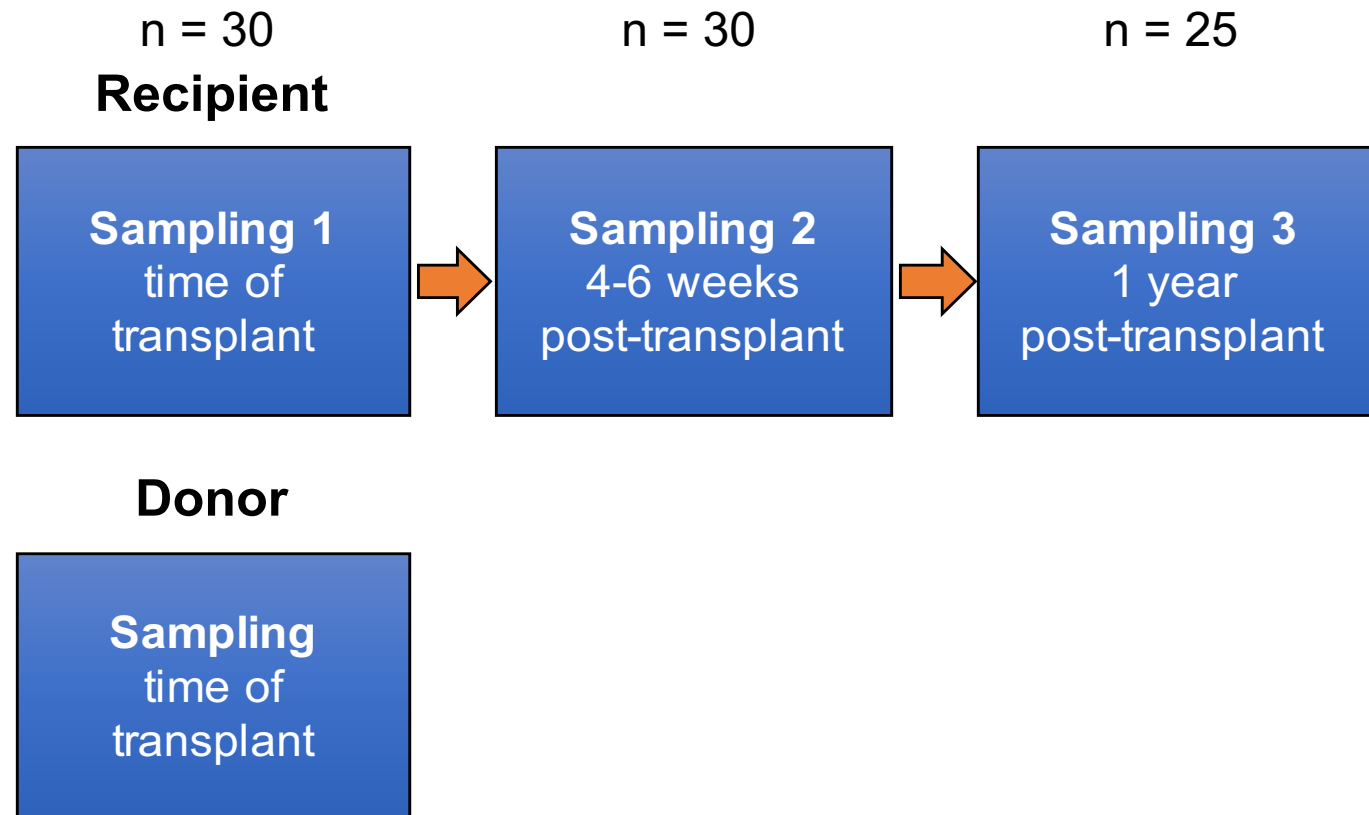 n = 30
n = 30
n = 25
Recipient
Sampling 1
time of
transplant
Sampling 2
4-6 weeks
post-transplant
Sampling 3
1 year
post-transplant
Donor
Sampling
time of
transplant